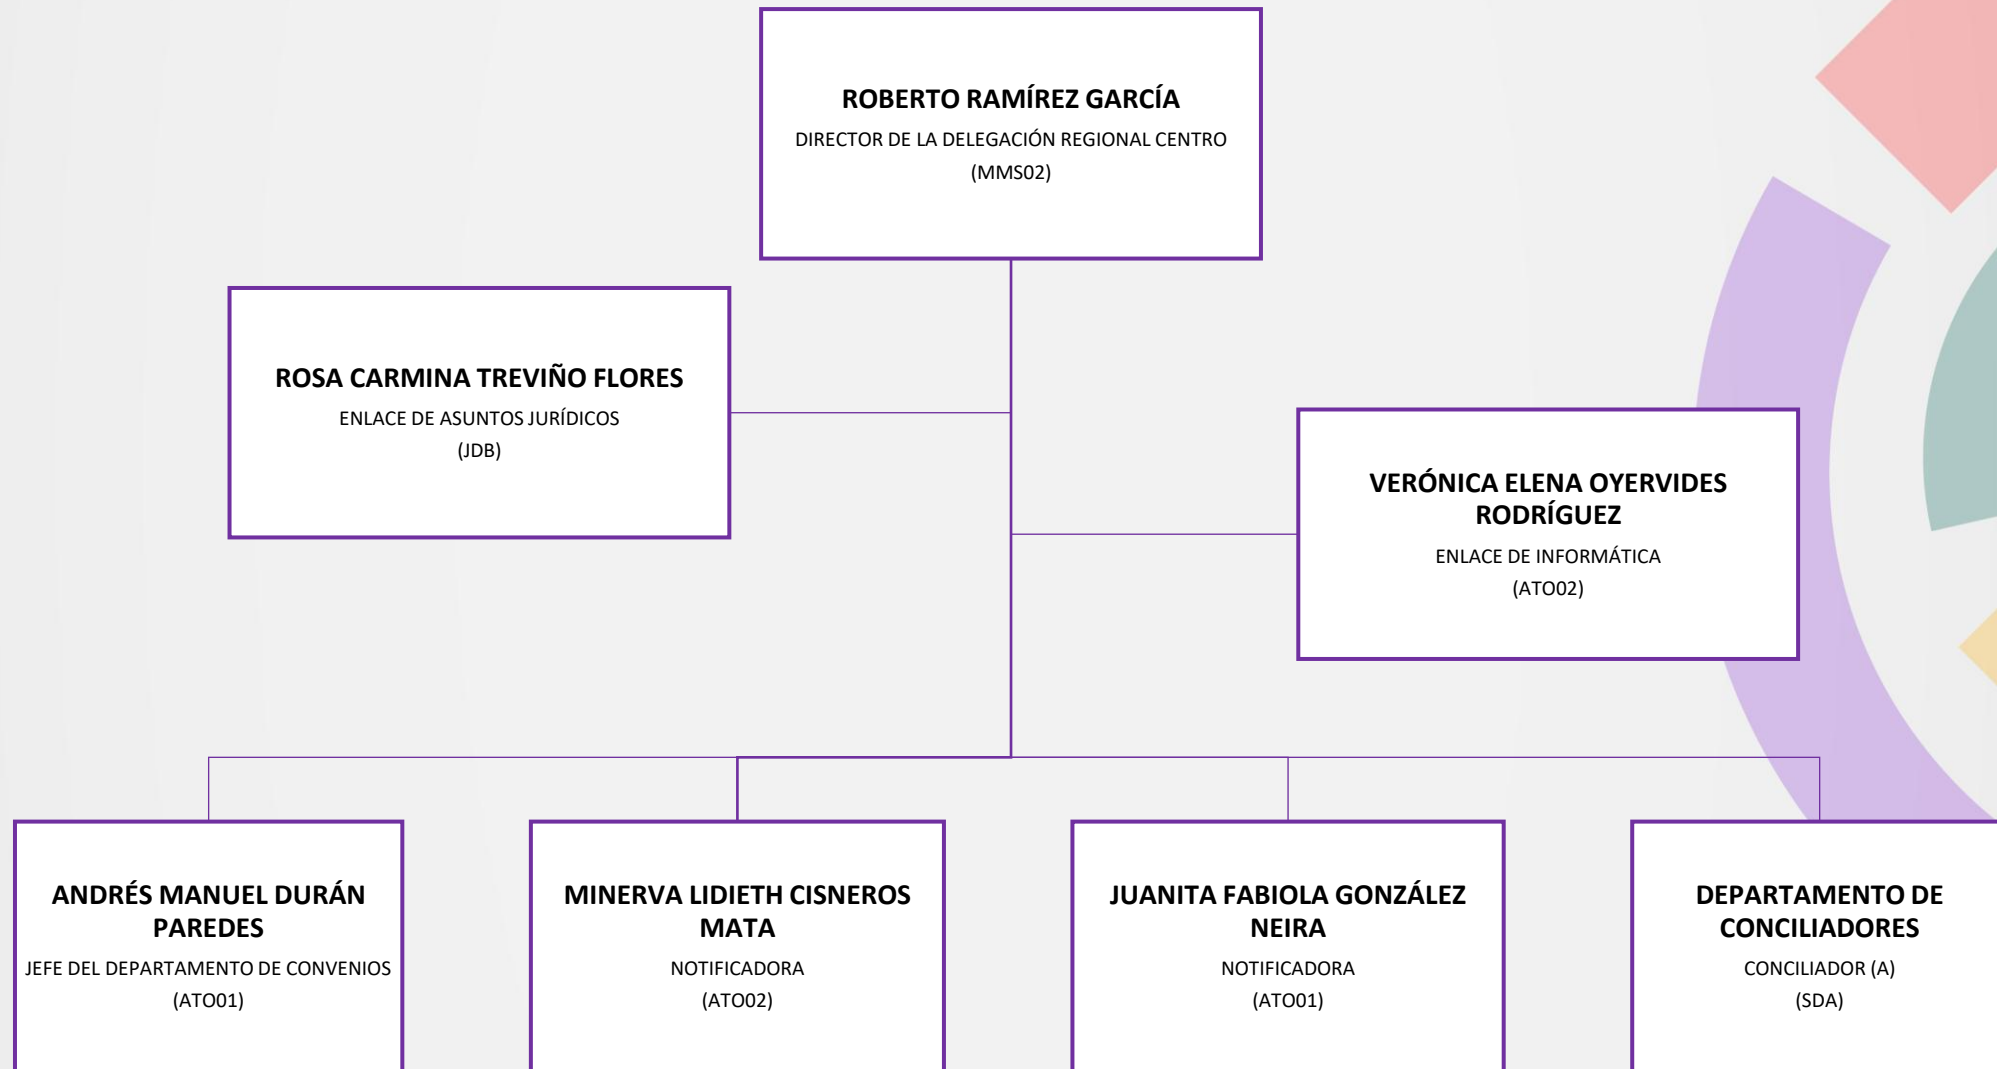 ROBERTO RAMÍREZ GARCÍA
DIRECTOR DE LA DELEGACIÓN REGIONAL CENTRO
(MMS02)
ROSA CARMINA TREVIÑO FLORES
ENLACE DE ASUNTOS JURÍDICOS
(JDB)
VERÓNICA ELENA OYERVIDES
RODRÍGUEZ
ENLACE DE INFORMÁTICA
(ATO02)
ANDRÉS MANUEL DURÁN
PAREDES
JEFE DEL DEPARTAMENTO DE CONVENIOS
(ATO01)
MINERVA LIDIETH CISNEROS
MATA
NOTIFICADORA
(ATO02)
JUANITA FABIOLA GONZÁLEZ
NEIRA
NOTIFICADORA
(ATO01)
DEPARTAMENTO DE
CONCILIADORES
CONCILIADOR (A)
(SDA)